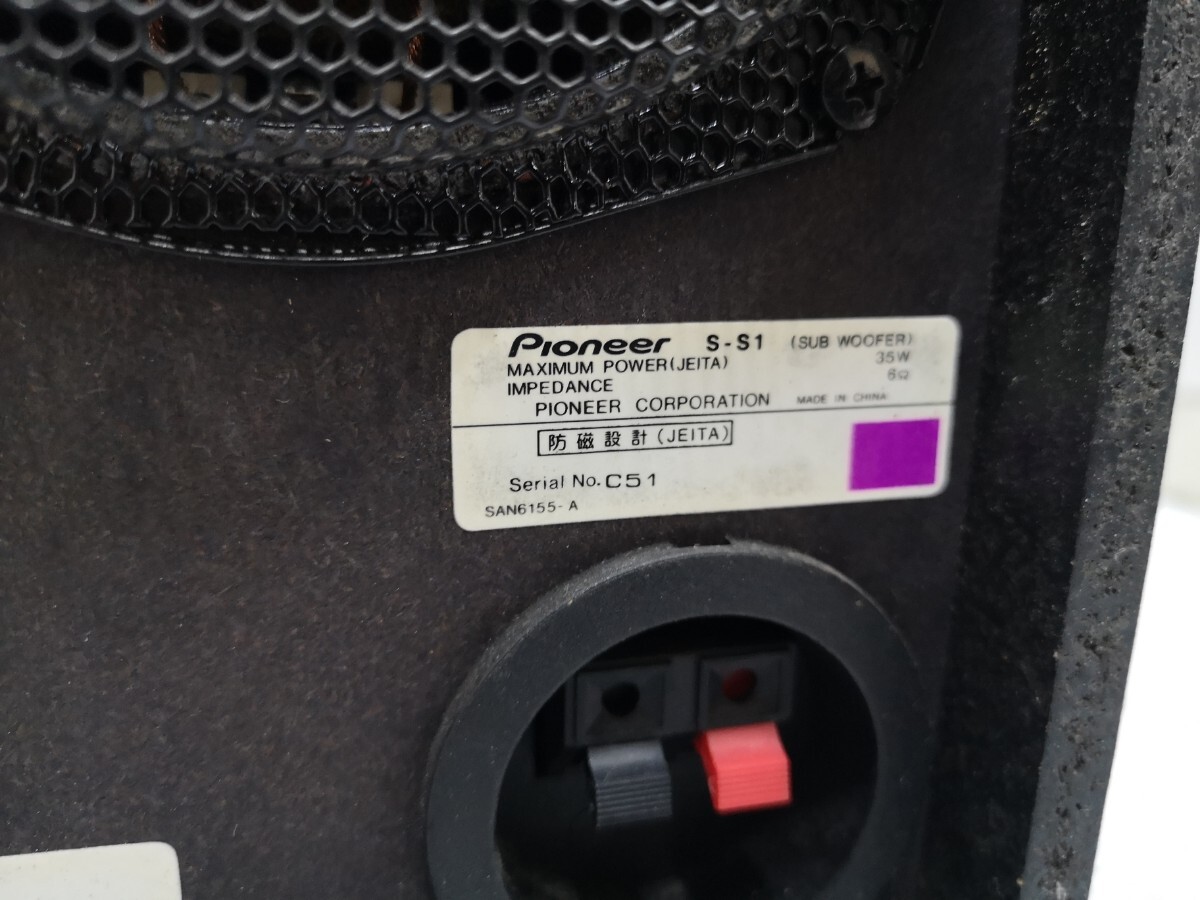 Pioneer S-S1 (SUB WOOFER)
MAXIMUM POWER(JEITA) 35W
IMPEDANCE 6Ω
PIONEER CORPORATION MADE IN CHINA
防磁設計(JEITA)
Serial No. C51
SAN6155-A